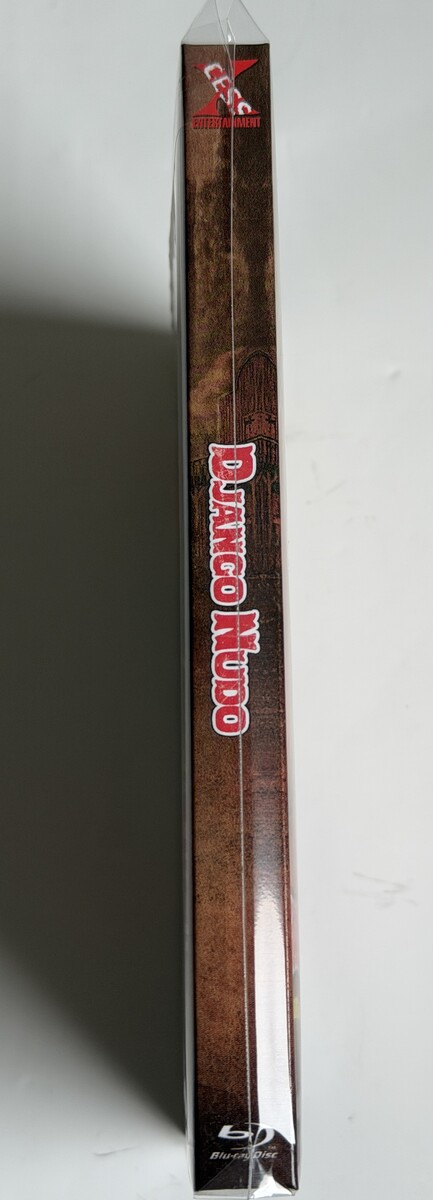 X
CESS
ENTERTAINMENT
DJANGO NUDO
Blu-ray Disc